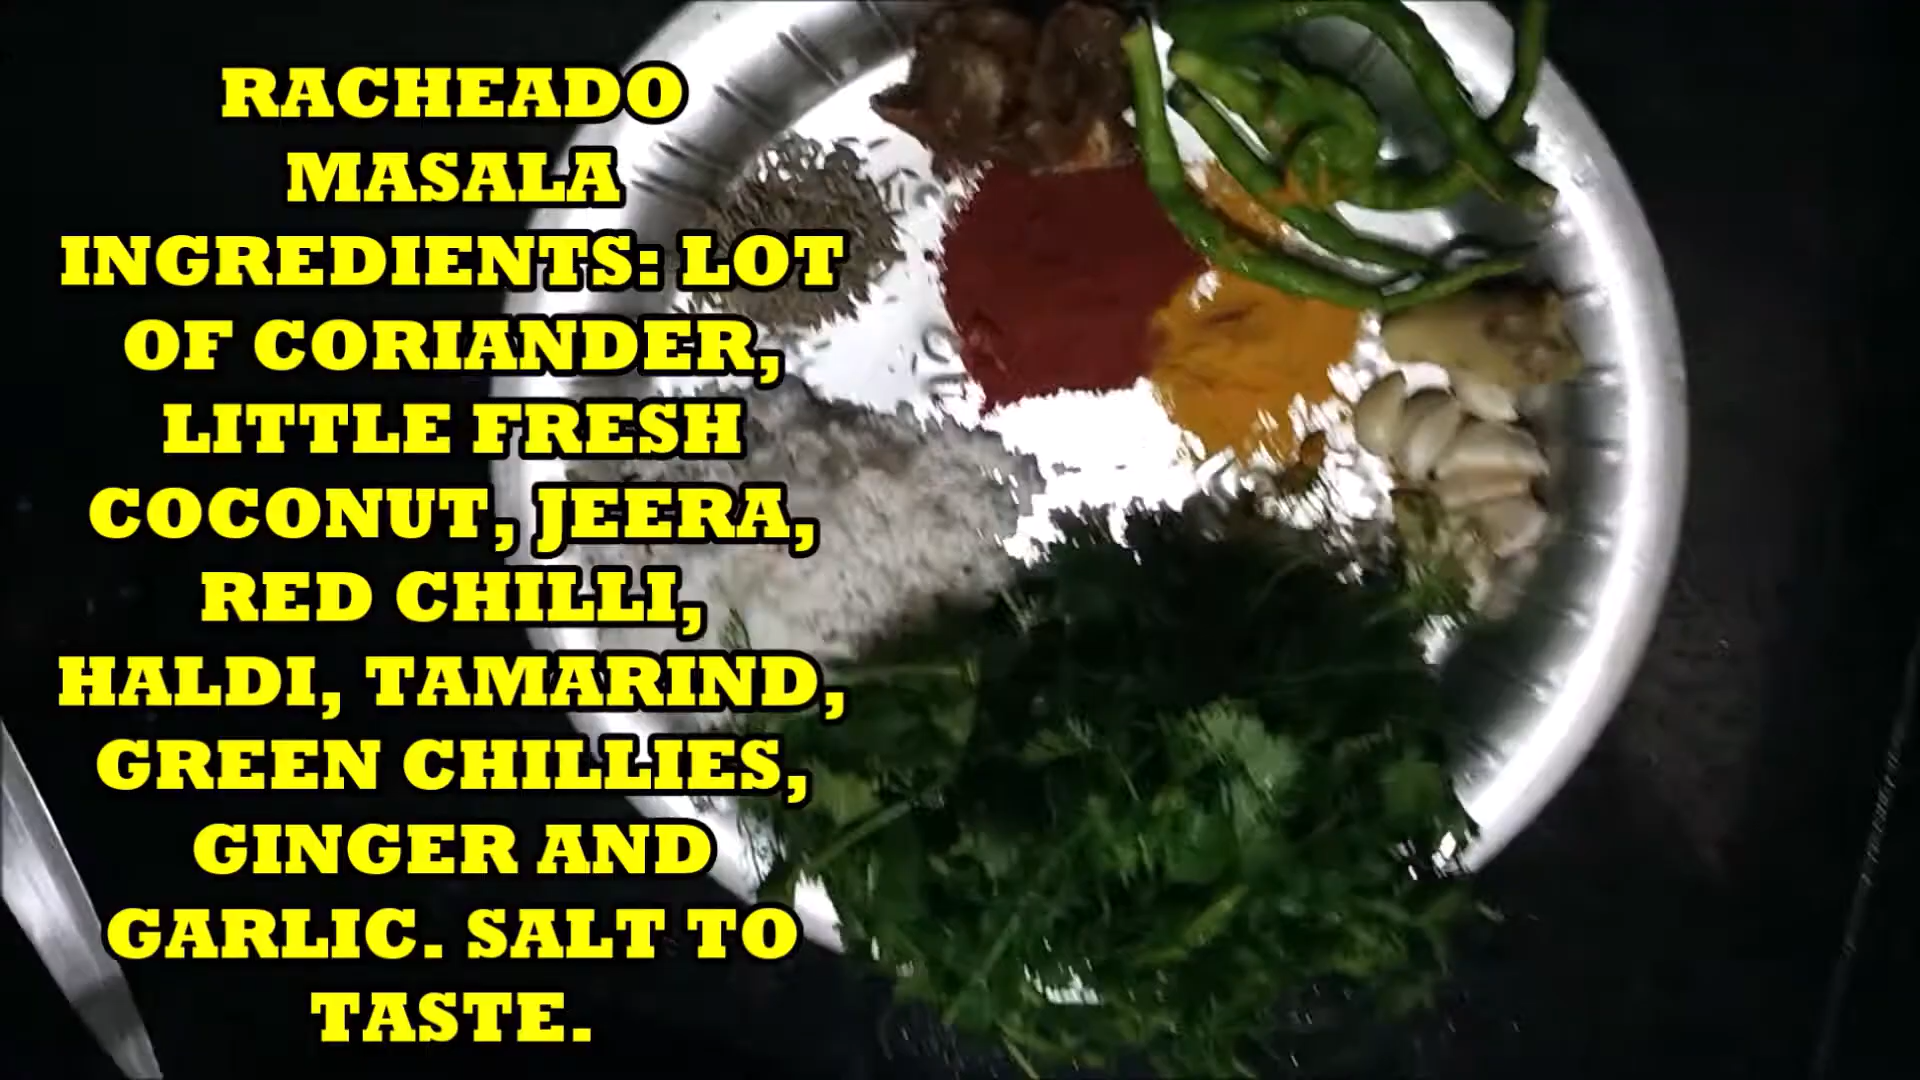 RACHEADO
MASALA
INGREDIENTS: LOT
OF CORIANDER,
LITTLE FRESH
COCONUT, JEERA,
RED CHILLI,
HALDI, TAMARIND,
GREEN CHILLIES,
GINGER AND
GARLIC. SALT TO
TASTE.